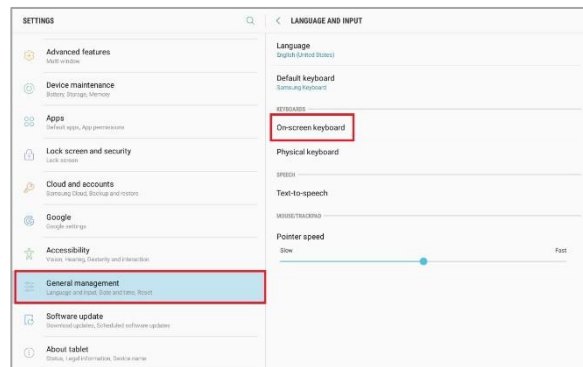 SETTINGS
Advanced features
Multi window
Device maintenance
Battery, Storage, Memory
Apps
Default apps, App permissions
Lock screen and security
Lock screen
Cloud and accounts
Samsung Cloud, Backup and restore
Google
Google settings
Accessibility
Vision, Hearing, Dexterity and interaction
General management
Language and input, Date and time, Reset
Software update
Download updates, Scheduled software updates
About tablet
Status, Legal information, Device name
LANGUAGE AND INPUT
Language
English (United States)
Default keyboard
Samsung Keyboard
KEYBOARDS
On-screen keyboard
Physical keyboard
SPEECH
Text-to-speech
MOUSE/TRACKPAD
Pointer speed
Slow Fast